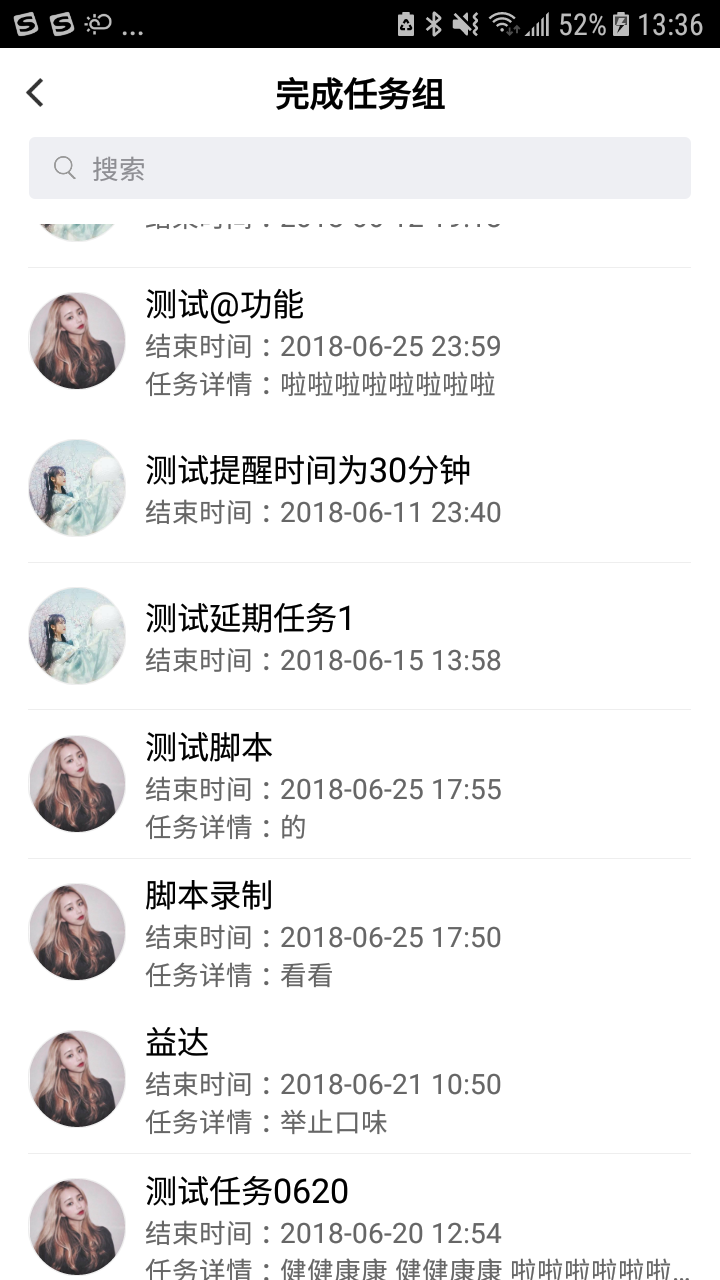 ... 52% 13:36
完成任务组
搜索
测试@功能
结束时间：2018-06-25 23:59
任务详情：啦啦啦啦啦啦啦啦
测试提醒时间为30分钟
结束时间：2018-06-11 23:40
测试延期任务1
结束时间：2018-06-15 13:58
测试脚本
结束时间：2018-06-25 17:55
任务详情：的
脚本录制
结束时间：2018-06-25 17:50
任务详情：看看
益达
结束时间：2018-06-21 10:50
任务详情：举止口味
测试任务0620
结束时间：2018-06-20 12:54
任务详情：健健康康 健健康康 啦啦啦啦啦啦...